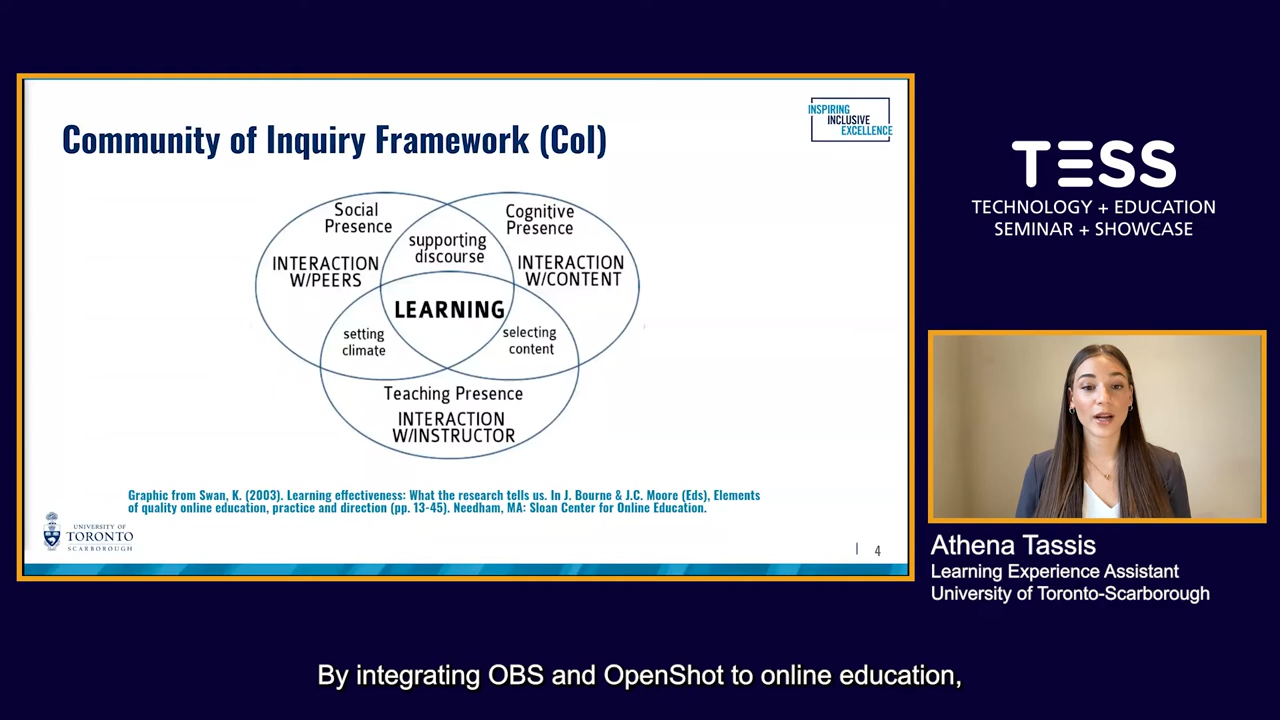 Community of Inquiry Framework (CoI)
INSPIRING
INCLUSIVE
EXCELLENCE
Social
Presence
INTERACTION
W/PEERS
supporting
discourse
Cognitive
Presence
INTERACTION
W/CONTENT
LEARNING
setting
climate
selecting
content
Teaching Presence
INTERACTION
W/INSTRUCTOR
Graphic from Swan, K. (2003). Learning effectiveness: What the research tells us. In J. Bourne & J.C. Moore (Eds), Elements
of quality online education, practice and direction (pp. 13-45). Needham, MA: Sloan Center for Online Education.
UNIVERSITY OF
TORONTO
SCARBOROUGH
4
TESS
TECHNOLOGY + EDUCATION
SEMINAR + SHOWCASE
Athena Tassis
Learning Experience Assistant
University of Toronto-Scarborough
By integrating OBS and OpenShot to online education,